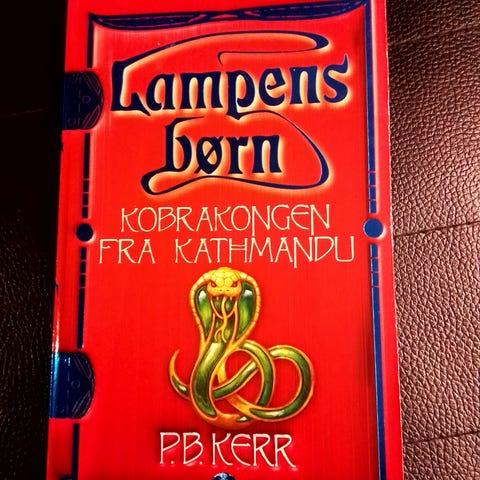 Lampens
børn
KOBRAKONGEN
FRA KATHMANDU
P.B. KERR